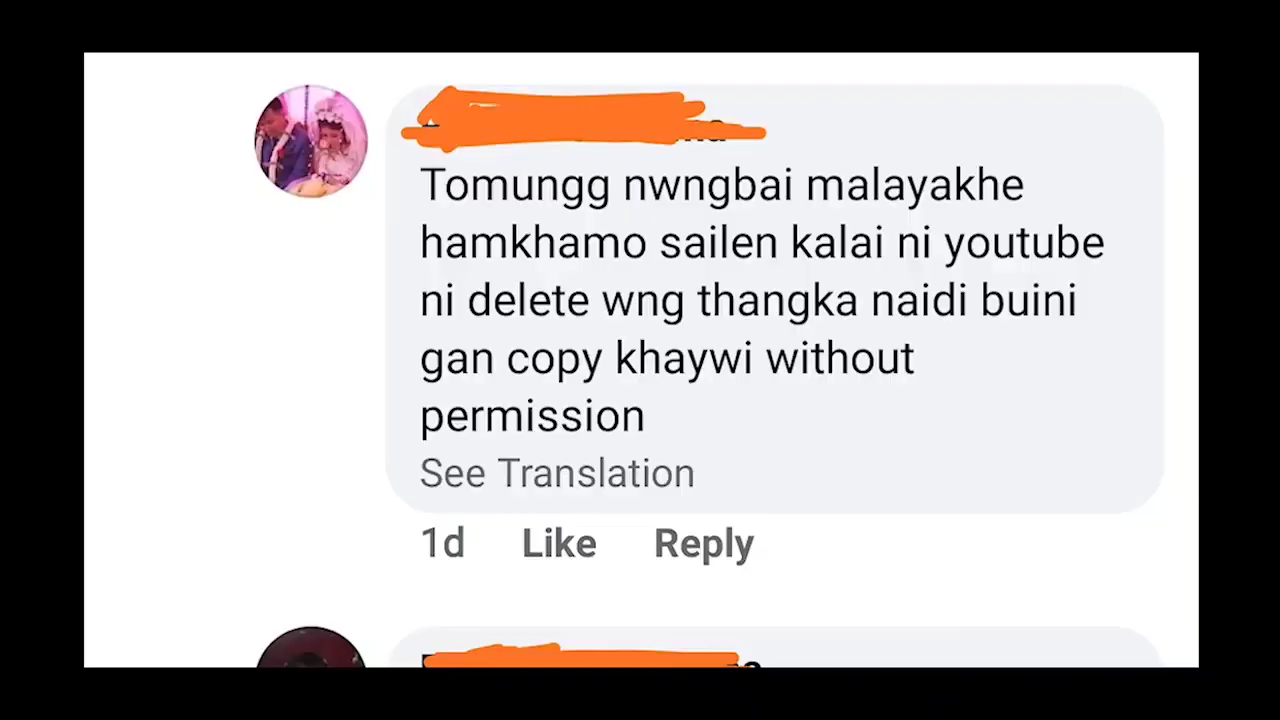 Tomungg nwngbai malayakhe
hamkhamo sailen kalai ni youtube
ni delete wng thangka naidi buini
gan copy khaywi without
permission
See Translation
1d Like Reply